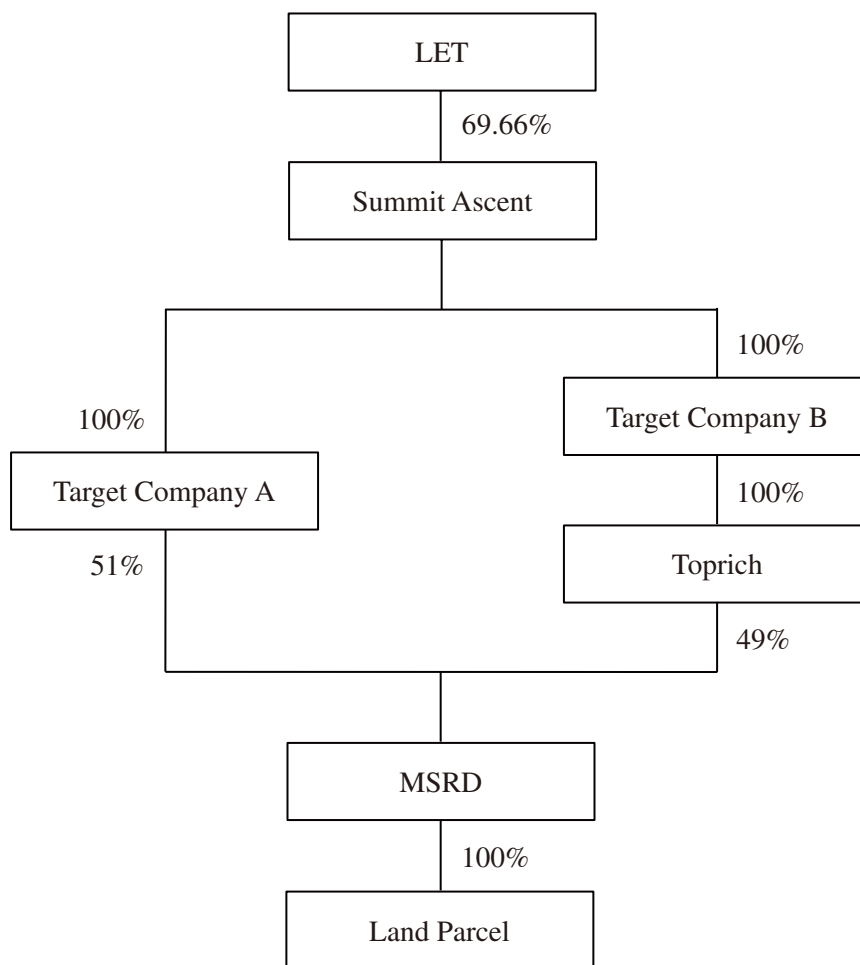 LET
69.66%
Summit Ascent
100%
Target Company B
100%
Target Company A
100%
51%
Toprich
49%
MSRD
100%
Land Parcel